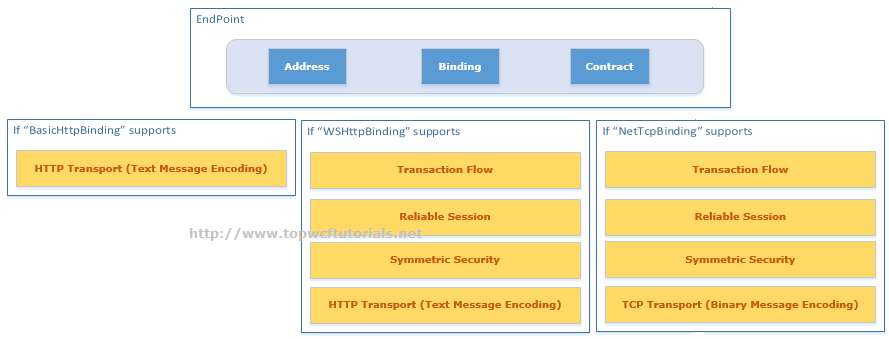 EndPoint
Address
Binding
Contract
If “BasicHttpBinding” supports
HTTP Transport (Text Message Encoding)
If “WSHttpBinding” supports
Transaction Flow
Reliable Session
Symmetric Security
HTTP Transport (Text Message Encoding)
If “NetTcpBinding” supports
Transaction Flow
Reliable Session
Symmetric Security
TCP Transport (Binary Message Encoding)
http://www.topwcftutorials.net